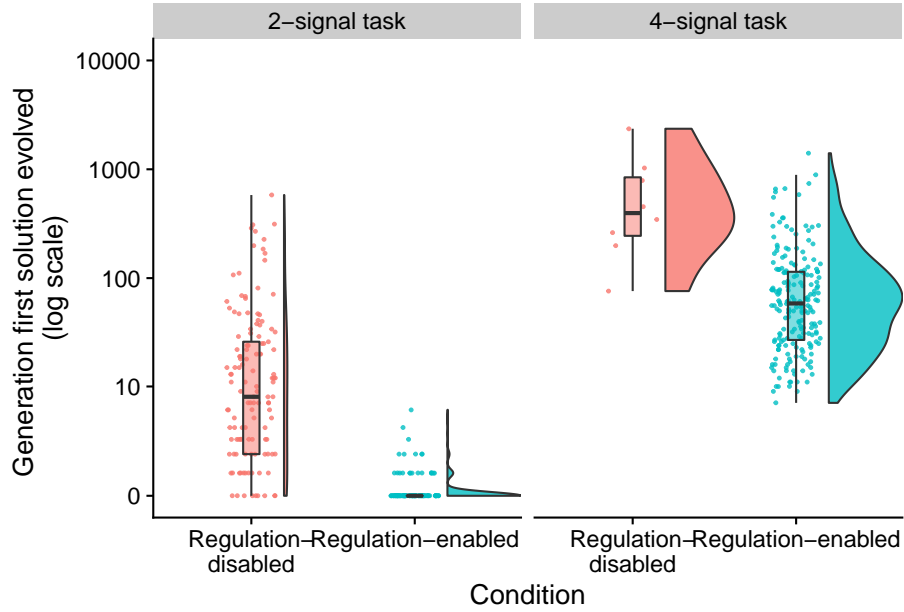 2−signal task
4−signal task
Generation first solution evolved
(log scale)
10000
1000
100
10
0
Regulation−
disabled
Regulation−enabled
Regulation−
disabled
Regulation−enabled
Condition